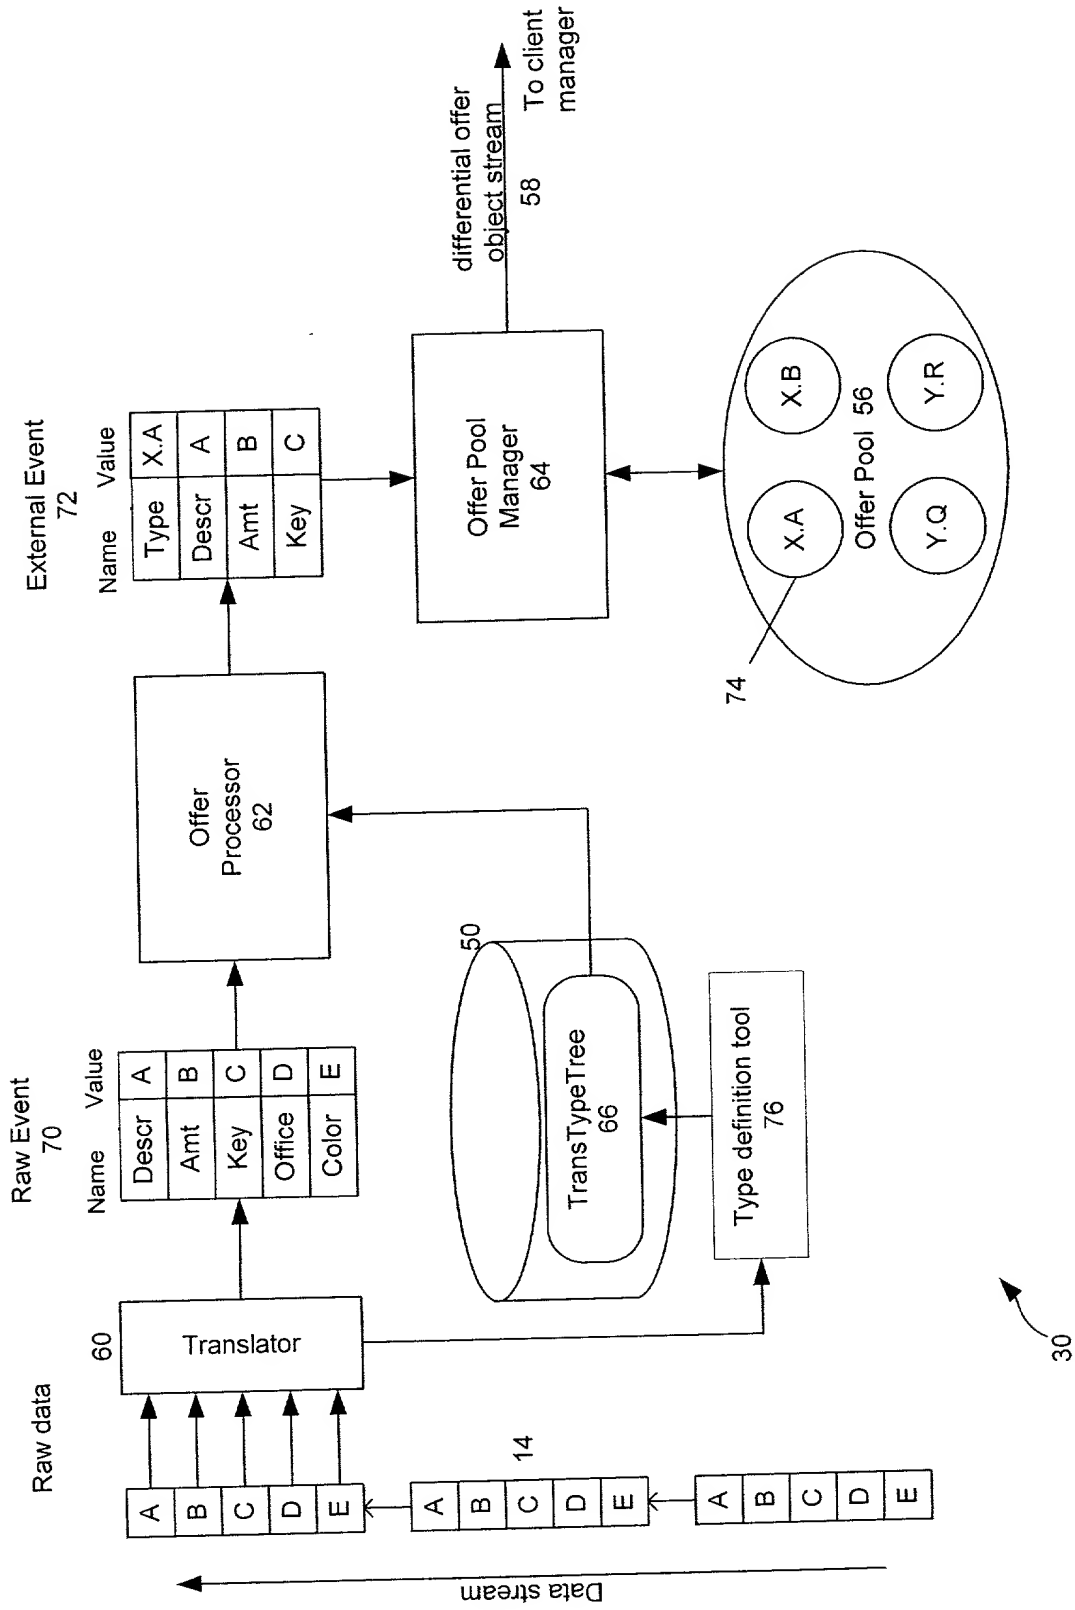 Data stream
Raw data
A
B
C
D
E
14
A
B
C
D
E
A
B
C
D
E
60
Translator
Raw Event
70
Name Value
Descr A
Amt B
Key C
Office D
Color E
Offer
Processor
62
50
TransTypeTree
66
Type definition tool
76
External Event
72
Name Value
Type X.A
Descr A
Amt B
Key C
Offer Pool
Manager
64
differential offer
object stream
58
To client
manager
X.A
X.B
Offer Pool 56
Y.Q
Y.R
74
30